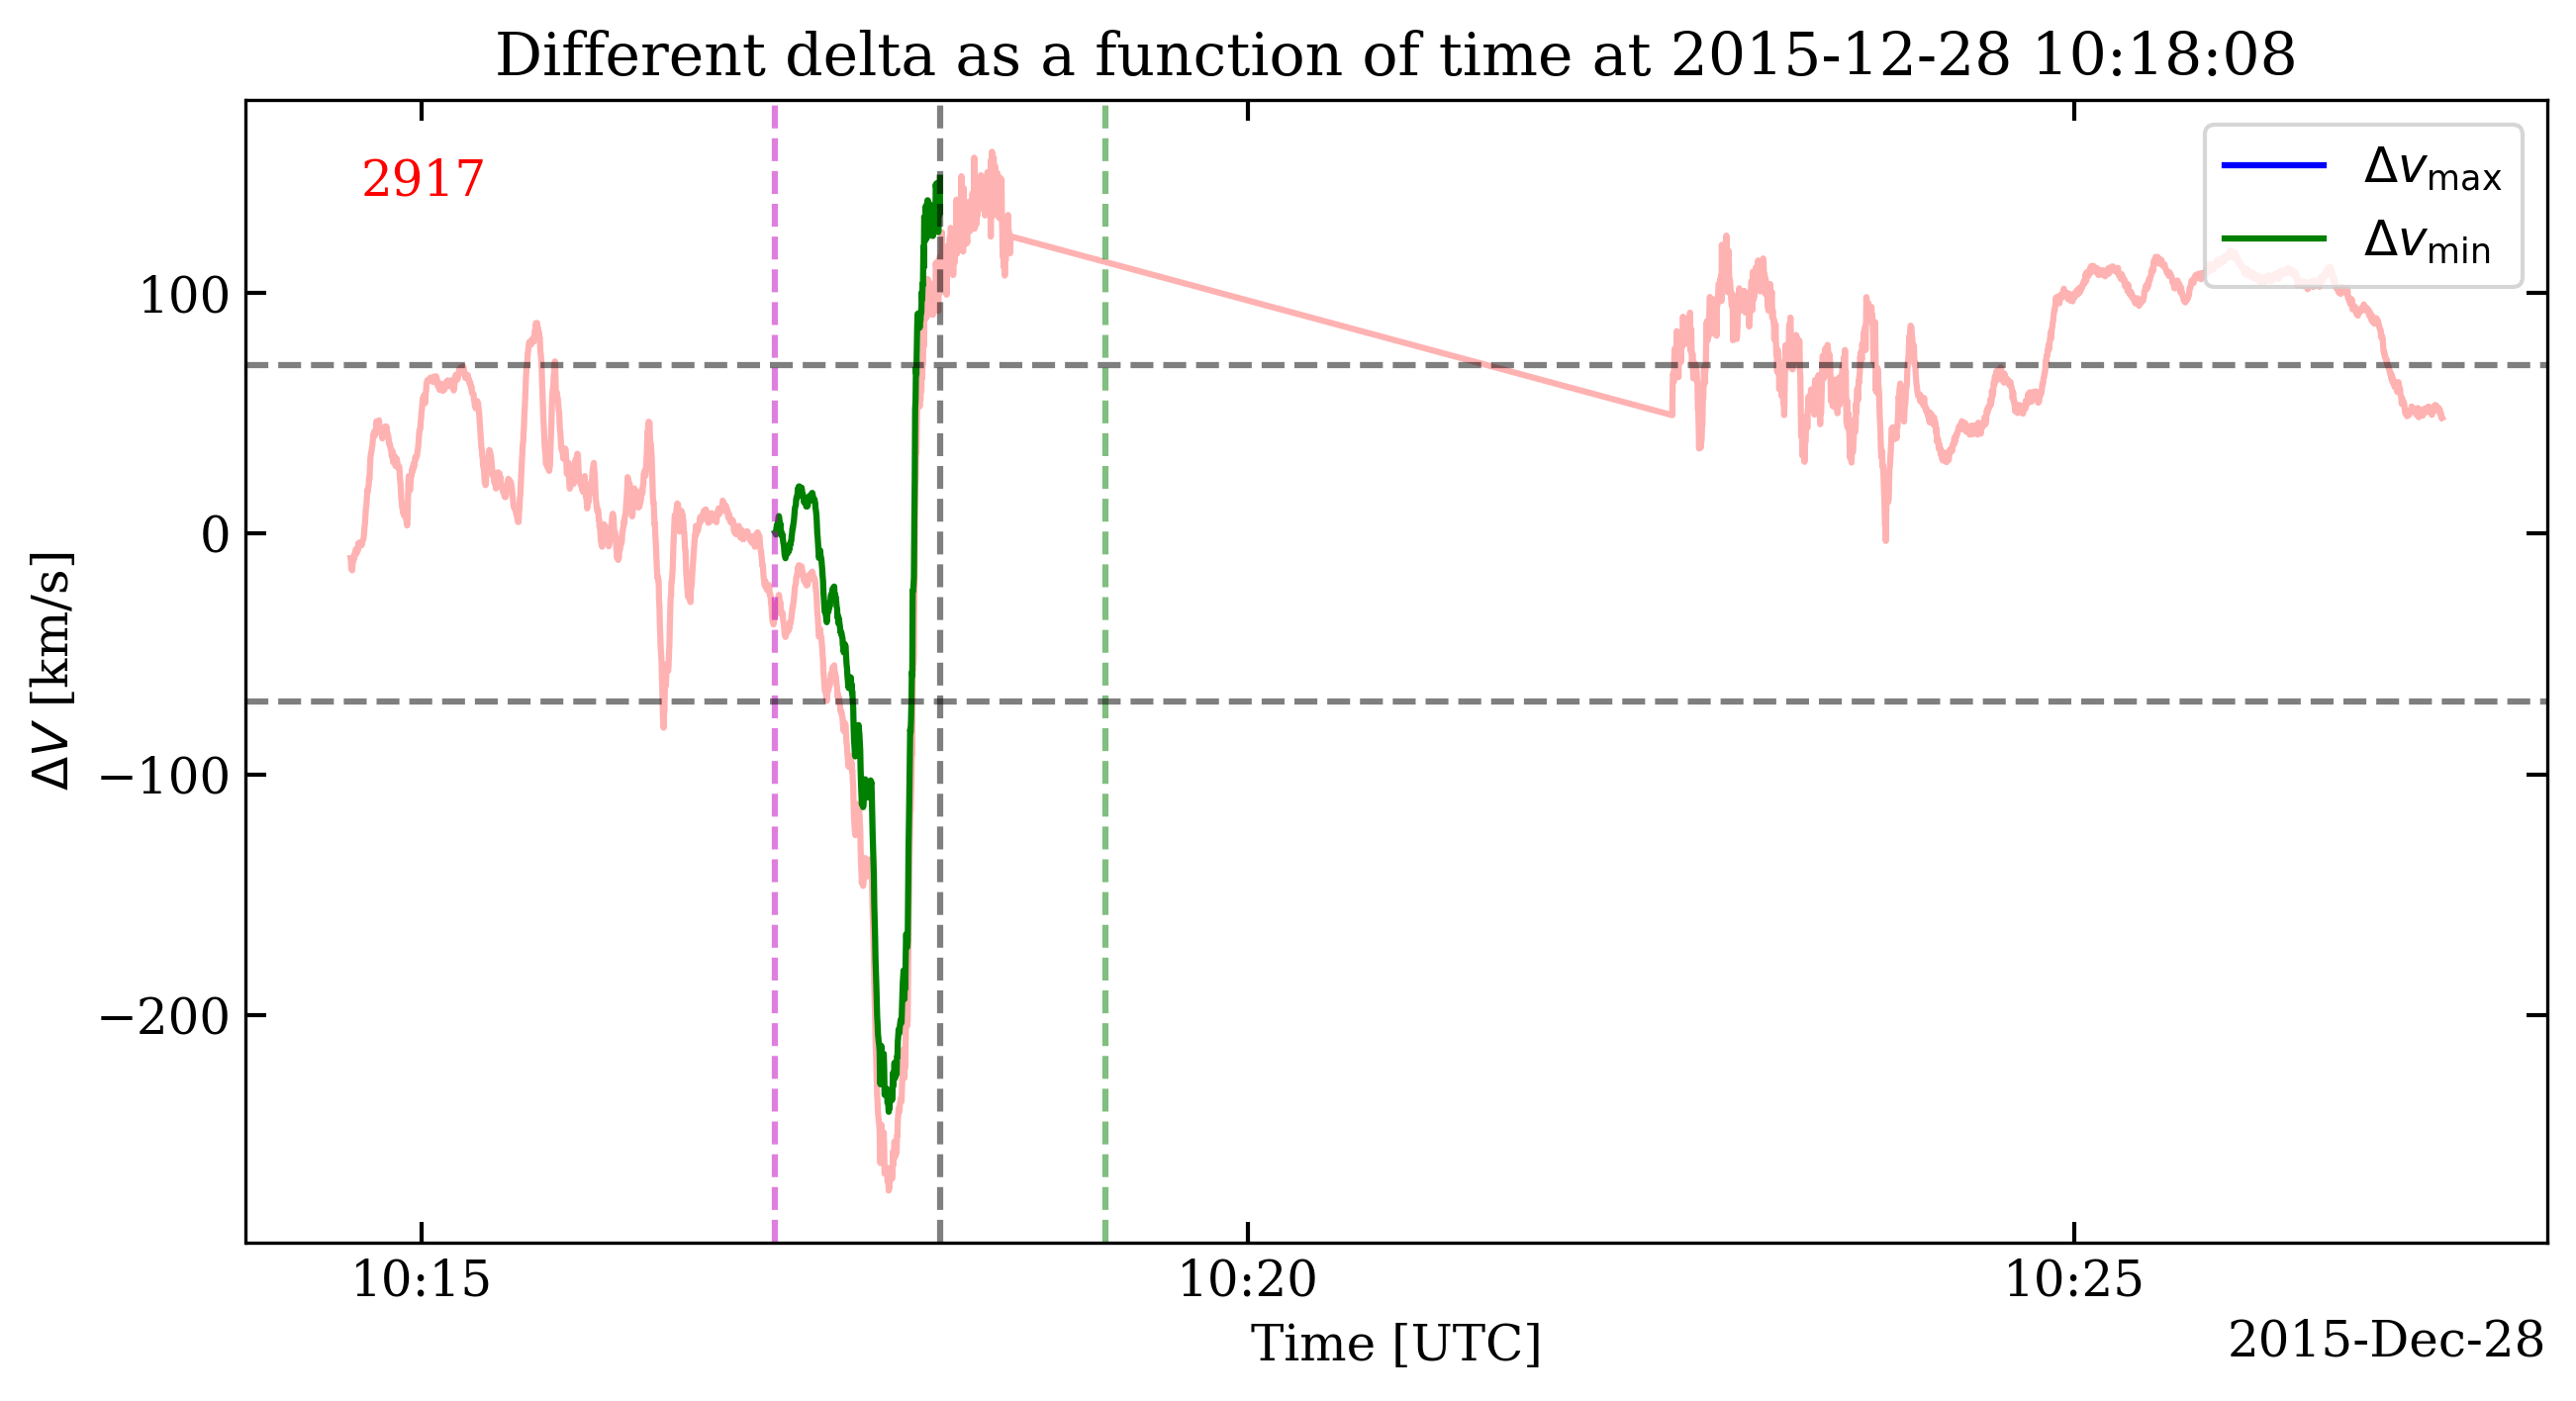 Different delta as a function of time at 2015-12-28 10:18:08
2917
Δv_max
Δv_min
100
0
−100
−200
ΔV [km/s]
10:15
10:20
10:25
Time [UTC]
2015-Dec-28